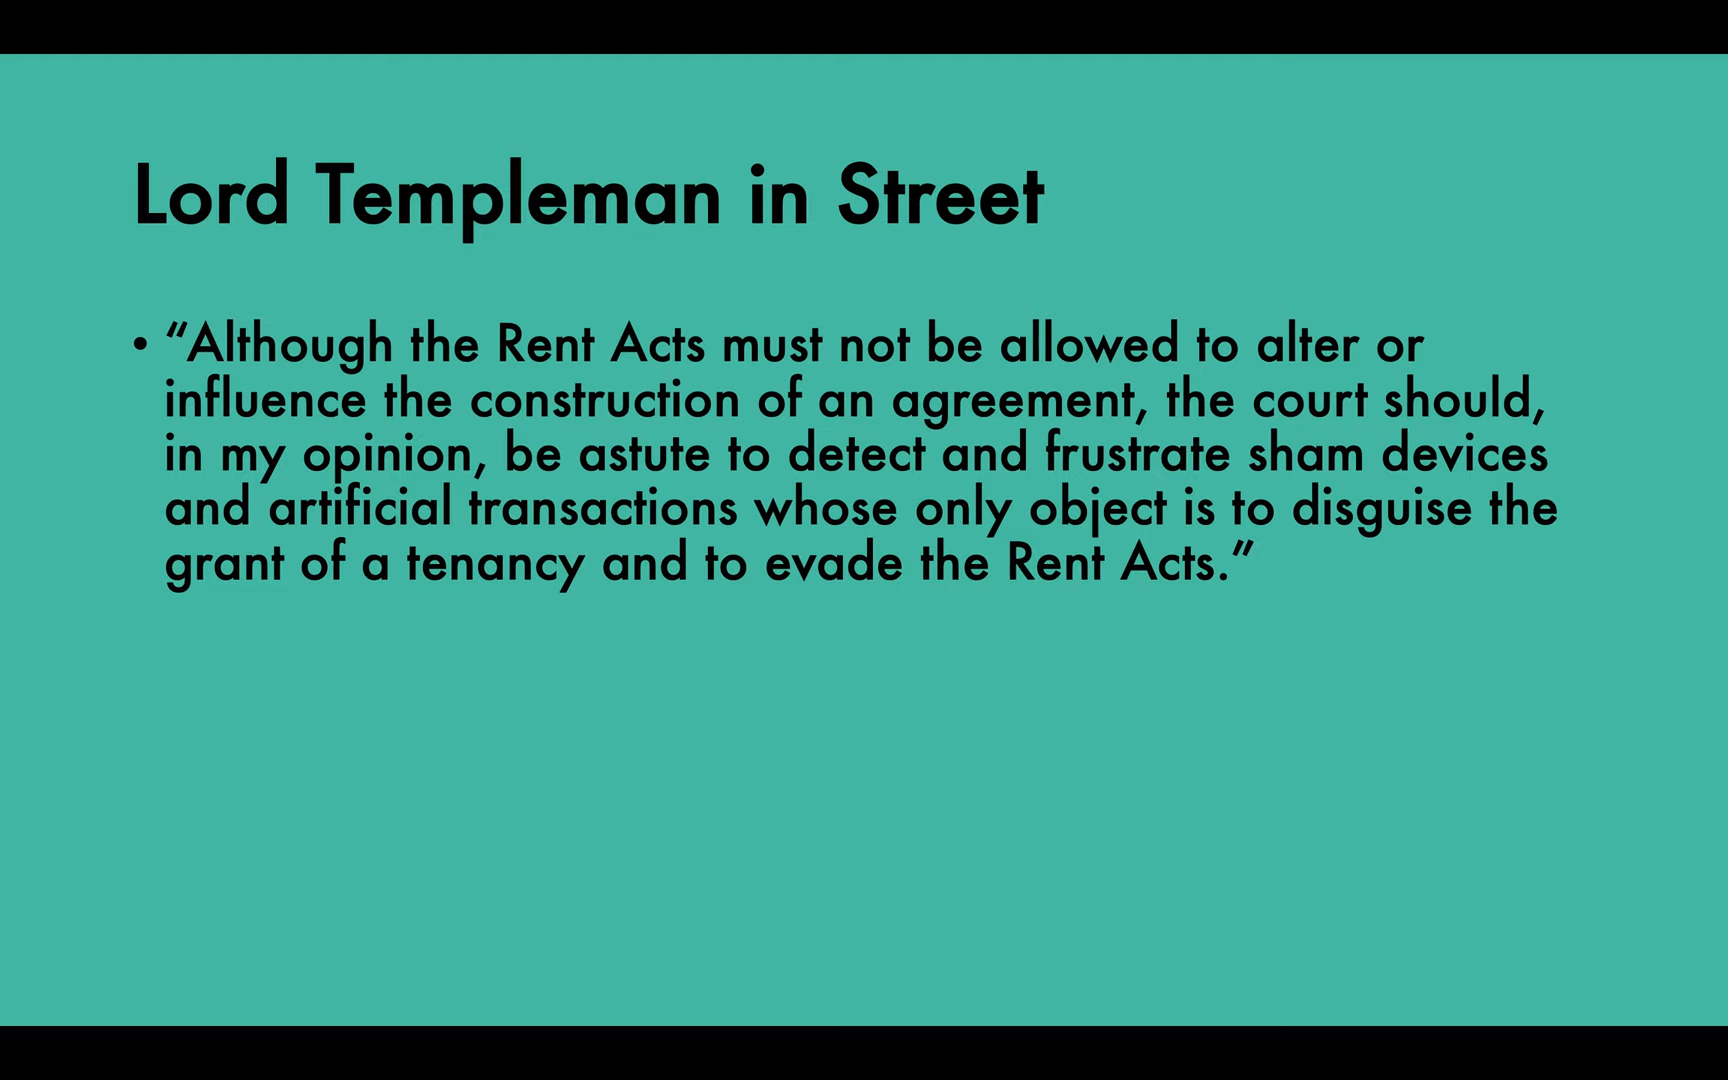 Lord Templeman in Street
• “Although the Rent Acts must not be allowed to alter or
influence the construction of an agreement, the court should,
in my opinion, be astute to detect and frustrate sham devices
and artificial transactions whose only object is to disguise the
grant of a tenancy and to evade the Rent Acts.”